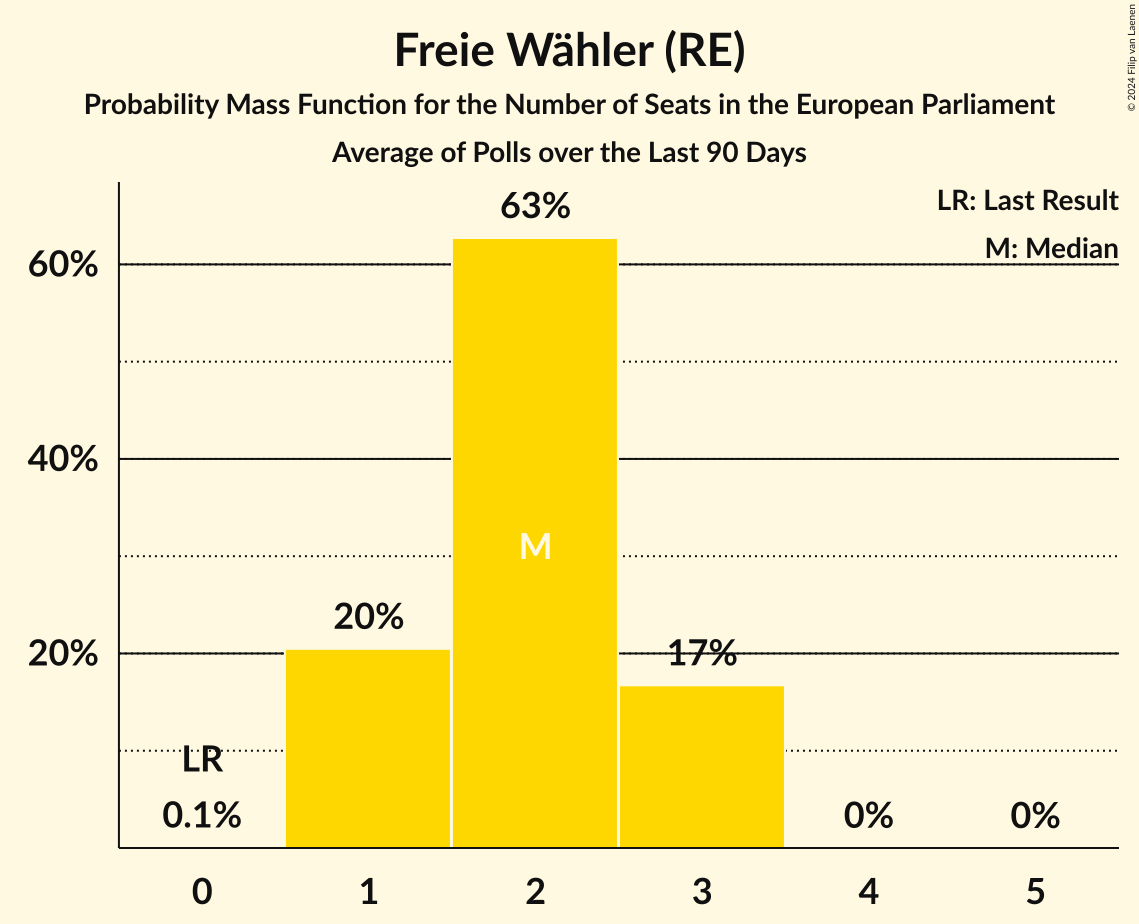 Freie Wähler (RE)
Probability Mass Function for the Number of Seats in the European Parliament
Average of Polls over the Last 90 Days
© 2024 Filip van Laenen
LR: Last Result
M: Median
63%
60%
40%
M
20%
20%
17%
LR
0.1%
0%
0%
0 1 2 3 4 5